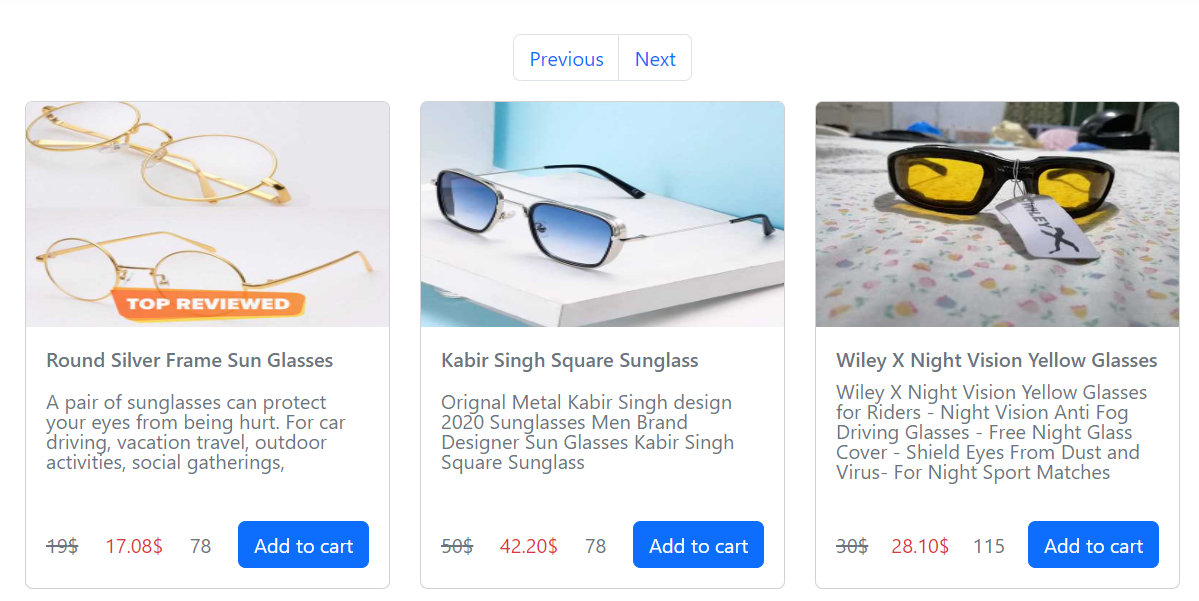 Previous Next
TOP REVIEWED
Round Silver Frame Sun Glasses
A pair of sunglasses can protect
your eyes from being hurt. For car
driving, vacation travel, outdoor
activities, social gatherings,
19$ 17.08$ 78 Add to cart
Kabir Singh Square Sunglass
Orignal Metal Kabir Singh design
2020 Sunglasses Men Brand
Designer Sun Glasses Kabir Singh
Square Sunglass
50$ 42.20$ 78 Add to cart
WILEY X
Wiley X Night Vision Yellow Glasses
Wiley X Night Vision Yellow Glasses
for Riders - Night Vision Anti Fog
Driving Glasses - Free Night Glass
Cover - Shield Eyes From Dust and
Virus- For Night Sport Matches
30$ 28.10$ 115 Add to cart